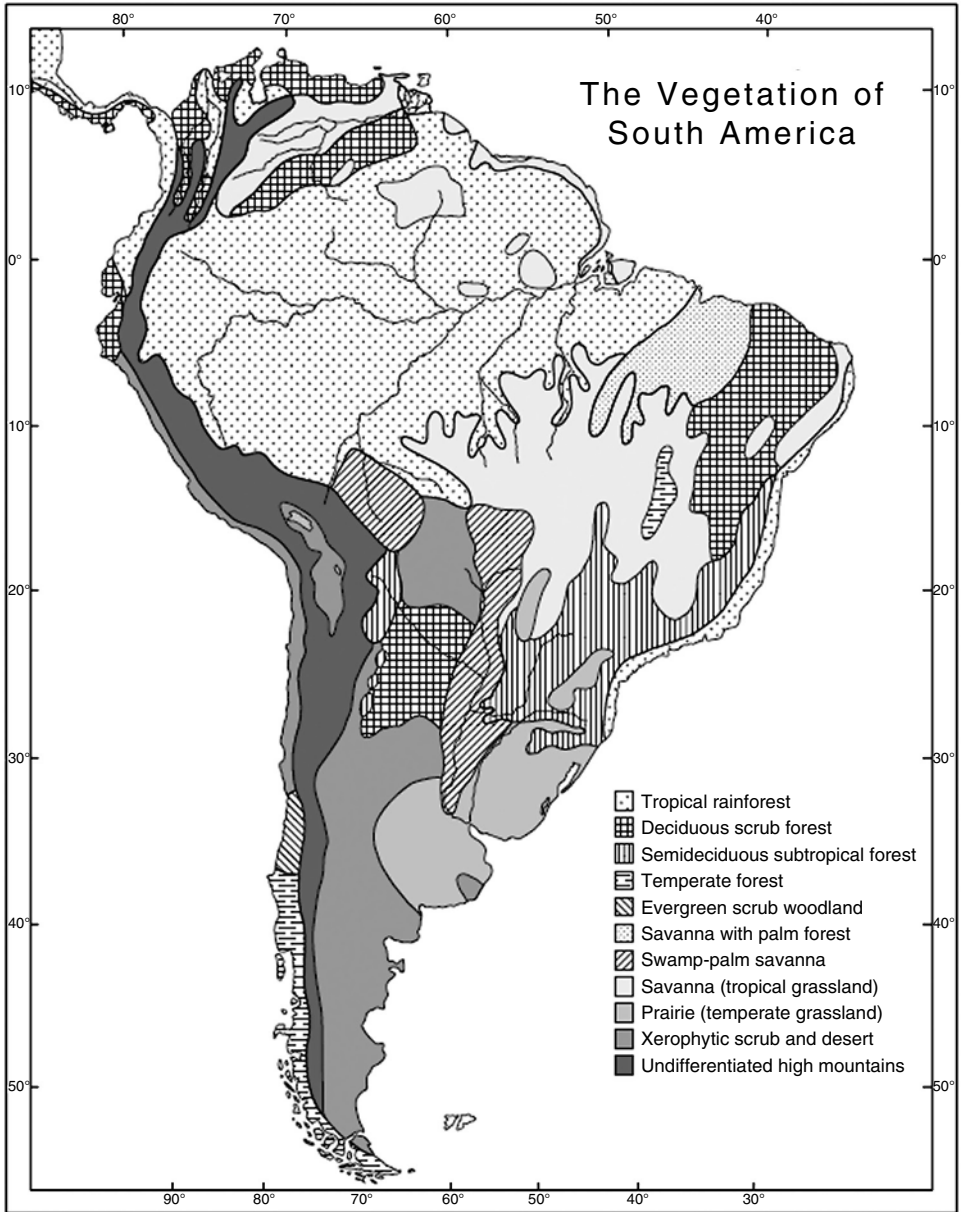 80° 70° 60° 50° 40°
The Vegetation of
South America
10° 10°
0° 0°
10° 10°
20° 20°
30° 30°
Tropical rainforest
Deciduous scrub forest
Semideciduous subtropical forest
Temperate forest
Evergreen scrub woodland
40° 40°
Savanna with palm forest
Swamp-palm savanna
Savanna (tropical grassland)
Prairie (temperate grassland)
Xerophytic scrub and desert
Undifferentiated high mountains
50° 50°
90° 80° 70° 60° 50° 40° 30°